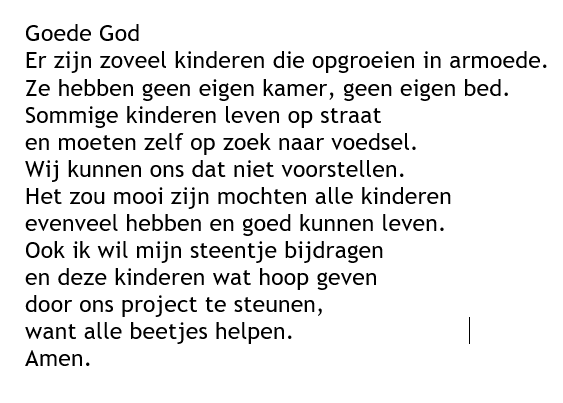 Goede God
Er zijn zoveel kinderen die opgroeien in armoede.
Ze hebben geen eigen kamer, geen eigen bed.
Sommige kinderen leven op straat
en moeten zelf op zoek naar voedsel.
Wij kunnen ons dat niet voorstellen.
Het zou mooi zijn mochten alle kinderen
evenveel hebben en goed kunnen leven.
Ook ik wil mijn steentje bijdragen
en deze kinderen wat hoop geven
door ons project te steunen,
want alle beetjes helpen.
Amen.